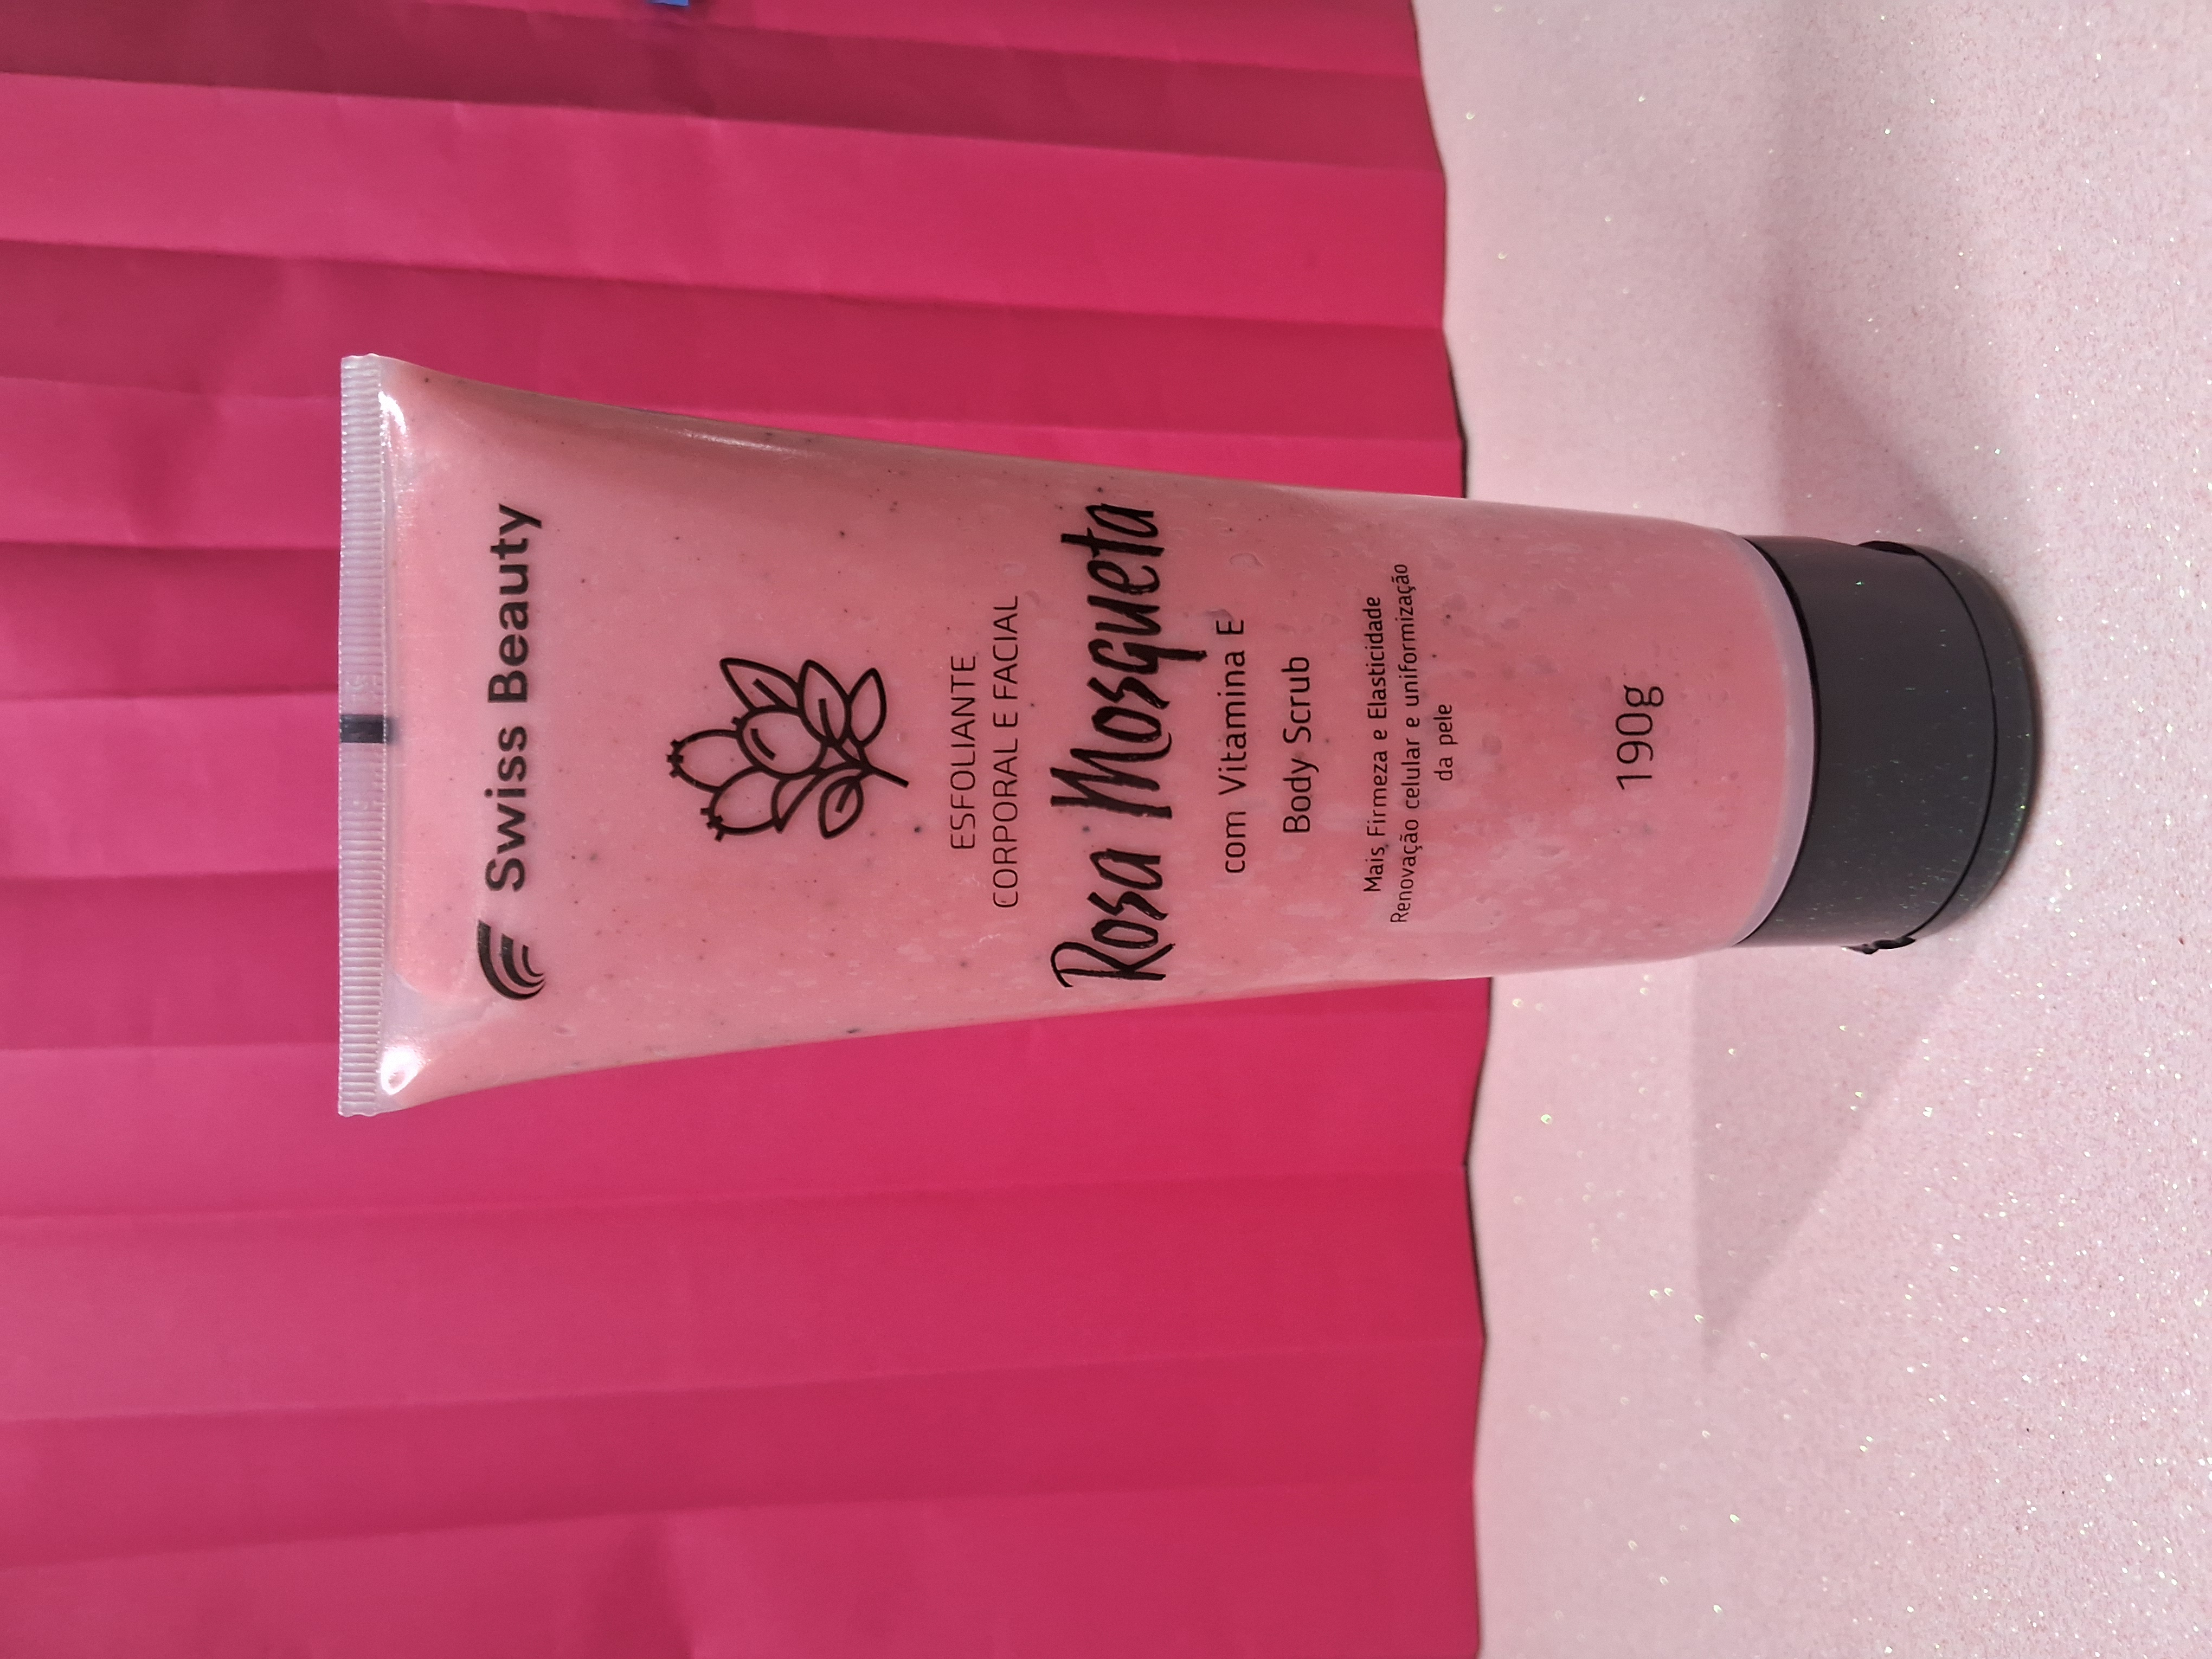 Swiss Beauty
ESFOLIANTE
CORPORAL E FACIAL
Rosa Mosqueta
com Vitamina E
Body Scrub
Mais Firmeza e Elasticidade
Renovação celular e uniformização
da pele
190g